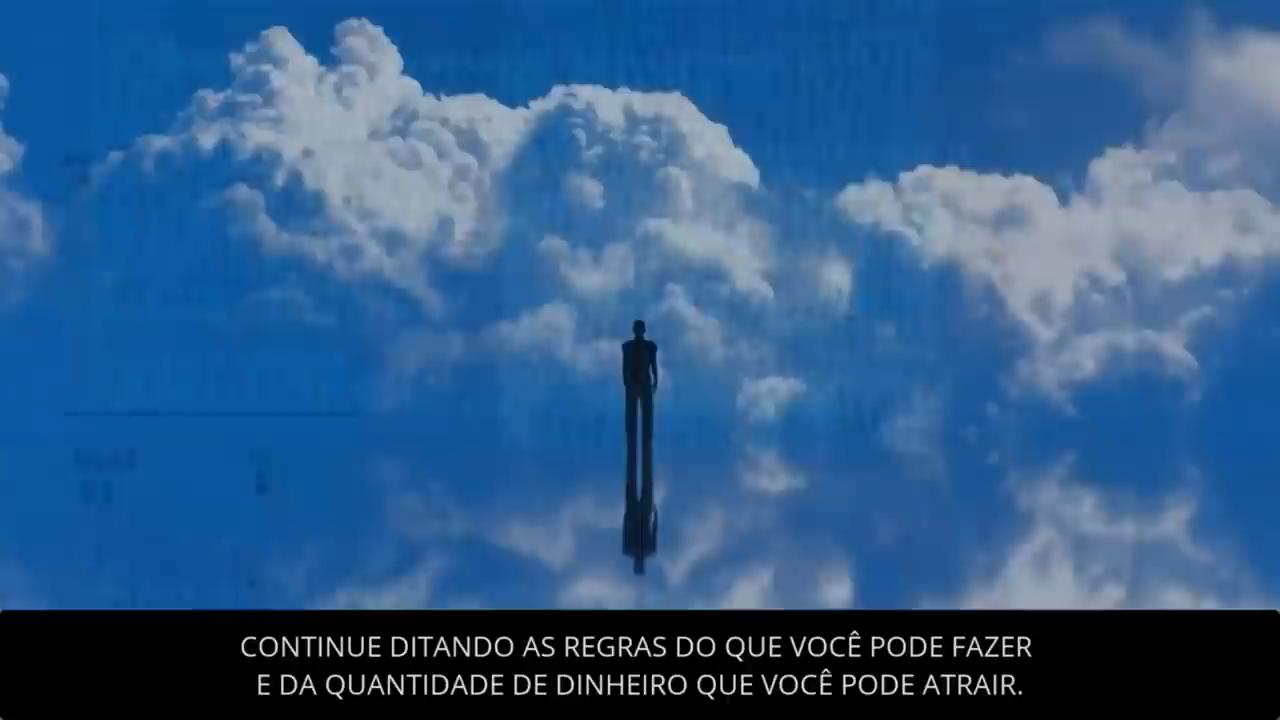 CONTINUE DITANDO AS REGRAS DO QUE VOCÊ PODE FAZER
E DA QUANTIDADE DE DINHEIRO QUE VOCÊ PODE ATRAIR.